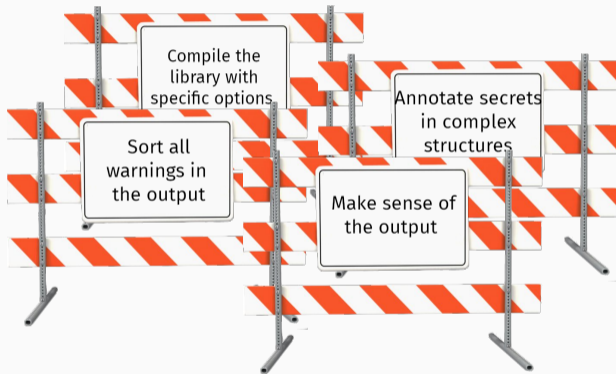 Compile the
library with
specific options
Annotate secrets
in complex
structures
Sort all
warnings in
the output
Make sense of
the output